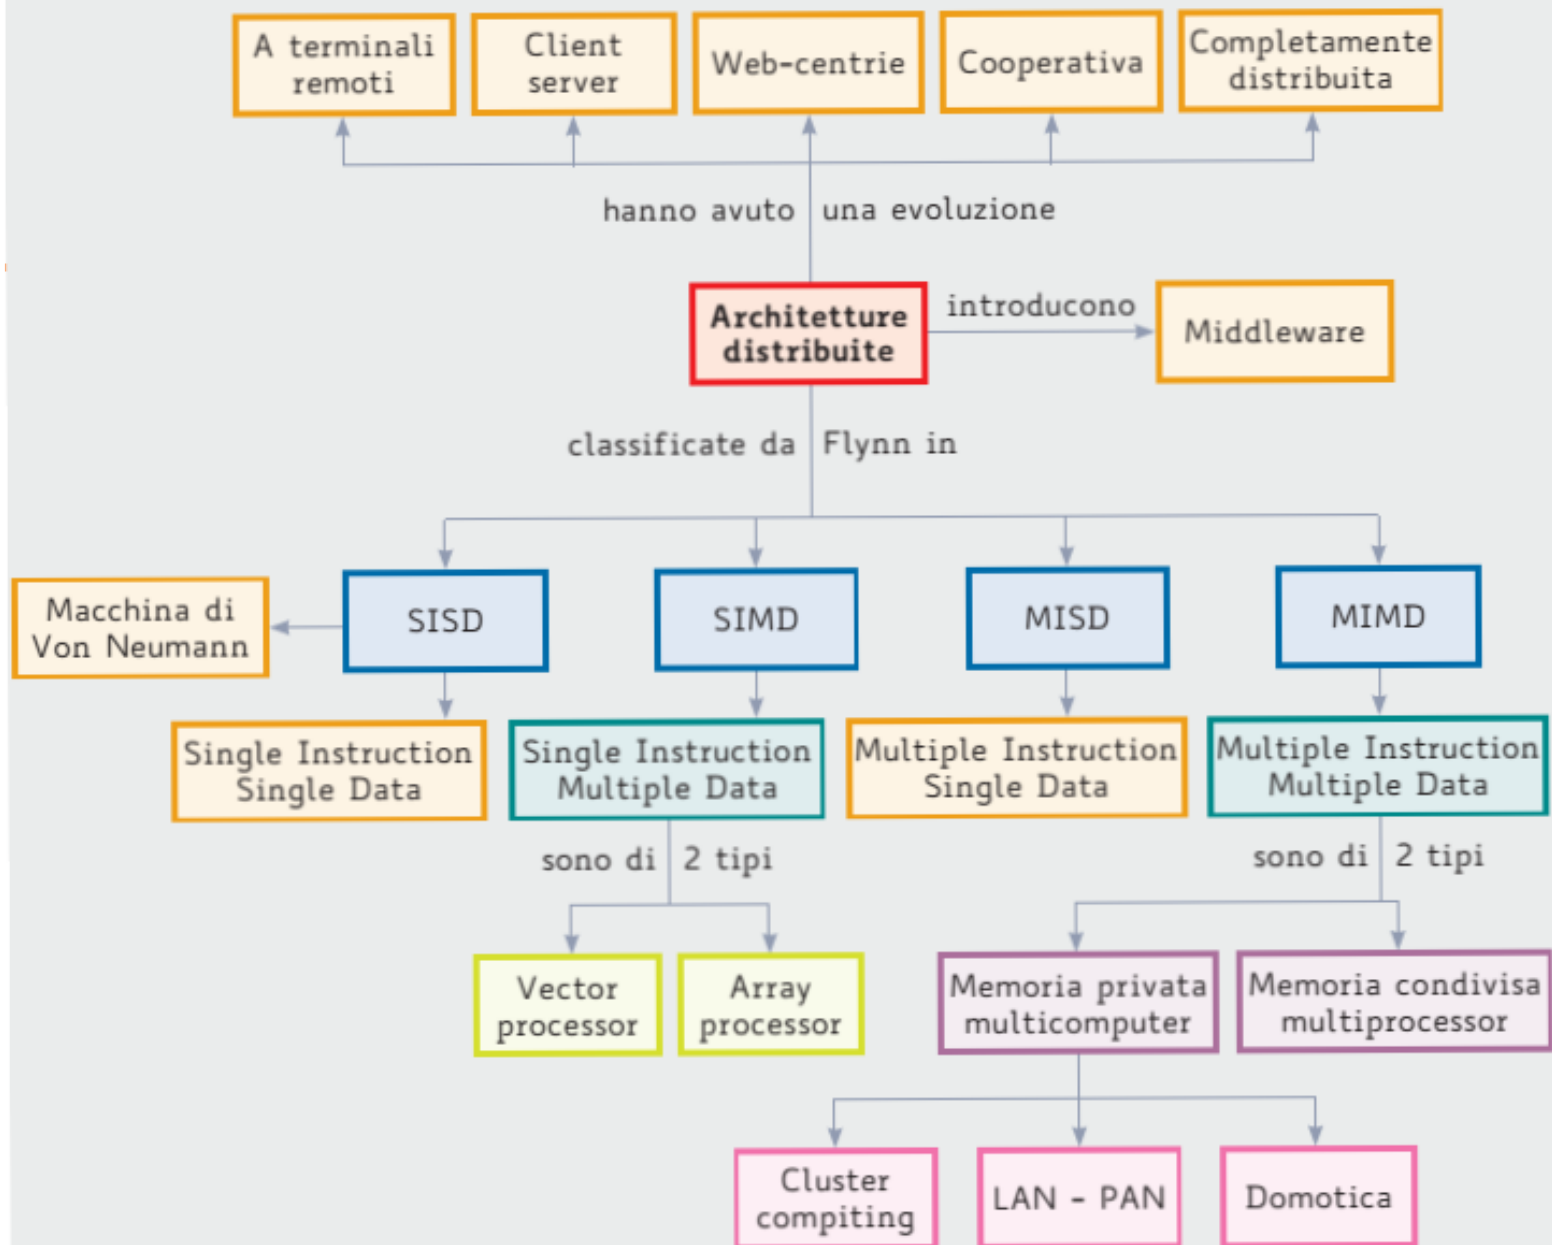 A terminali
remoti
Client
server
Web-centrie
Cooperativa
Completamente
distribuita
hanno avuto una evoluzione
Architetture
distribuite
introducono
Middleware
classificate da Flynn in
Macchina di
Von Neumann
SISD
SIMD
MISD
MIMD
Single Instruction
Single Data
Single Instruction
Multiple Data
Multiple Instruction
Single Data
Multiple Instruction
Multiple Data
sono di 2 tipi
sono di 2 tipi
Vector
processor
Array
processor
Memoria privata
multicomputer
Memoria condivisa
multiprocessor
Cluster
compiting
LAN - PAN
Domotica